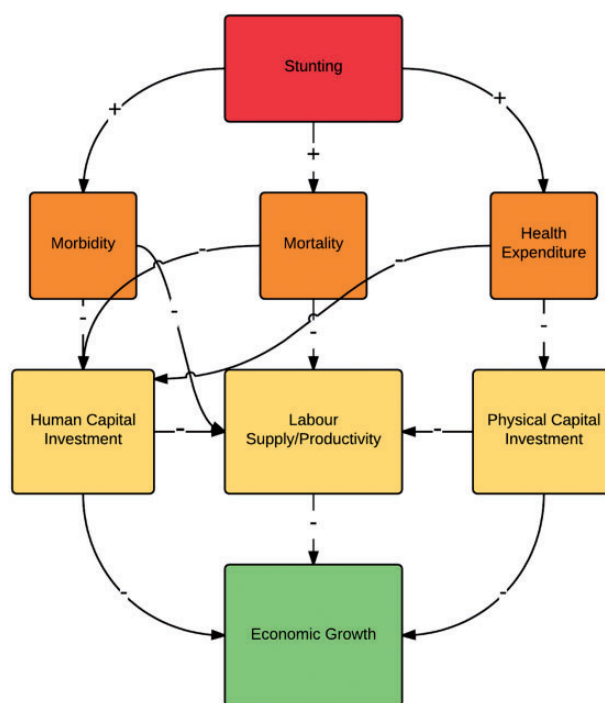 Stunting
+
+
+
Morbidity
Mortality
Health
Expenditure
-
-
-
-
-
-
Human Capital
Investment
Labour
Supply/Productivity
Physical Capital
Investment
-
-
-
-
-
Economic Growth